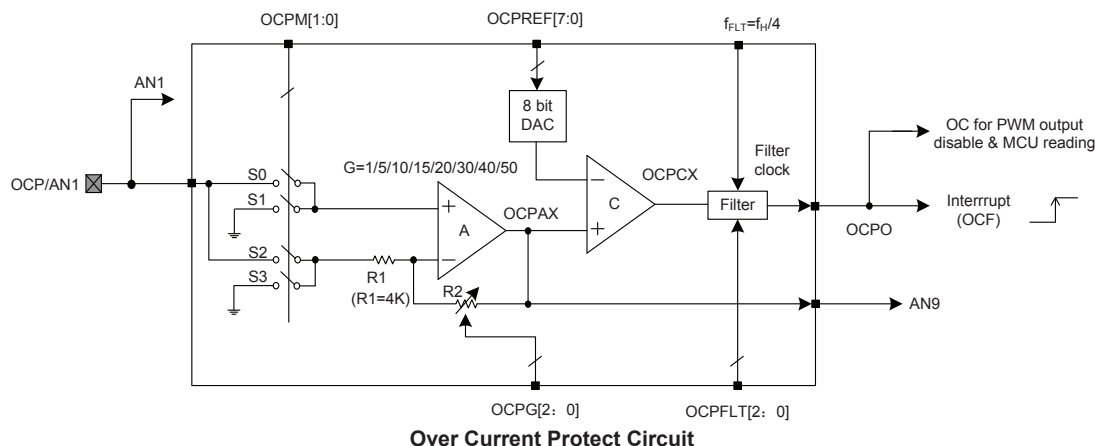 OCPM[1:0]
OCPREF[7:0]
fFLT=fH/4
AN1
8 bit
DAC
OC for PWM output
disable & MCU reading
G=1/5/10/15/20/30/40/50
OCPCX
Filter
clock
OCP/AN1
S0
S1
+
A
−
OCPAX
−
C
+
Filter
OCPO
Interrrupt
(OCF)
S2
S3
R1
(R1=4K)
R2
AN9
OCPG[2: 0]
OCPFLT[2: 0]
Over Current Protect Circuit